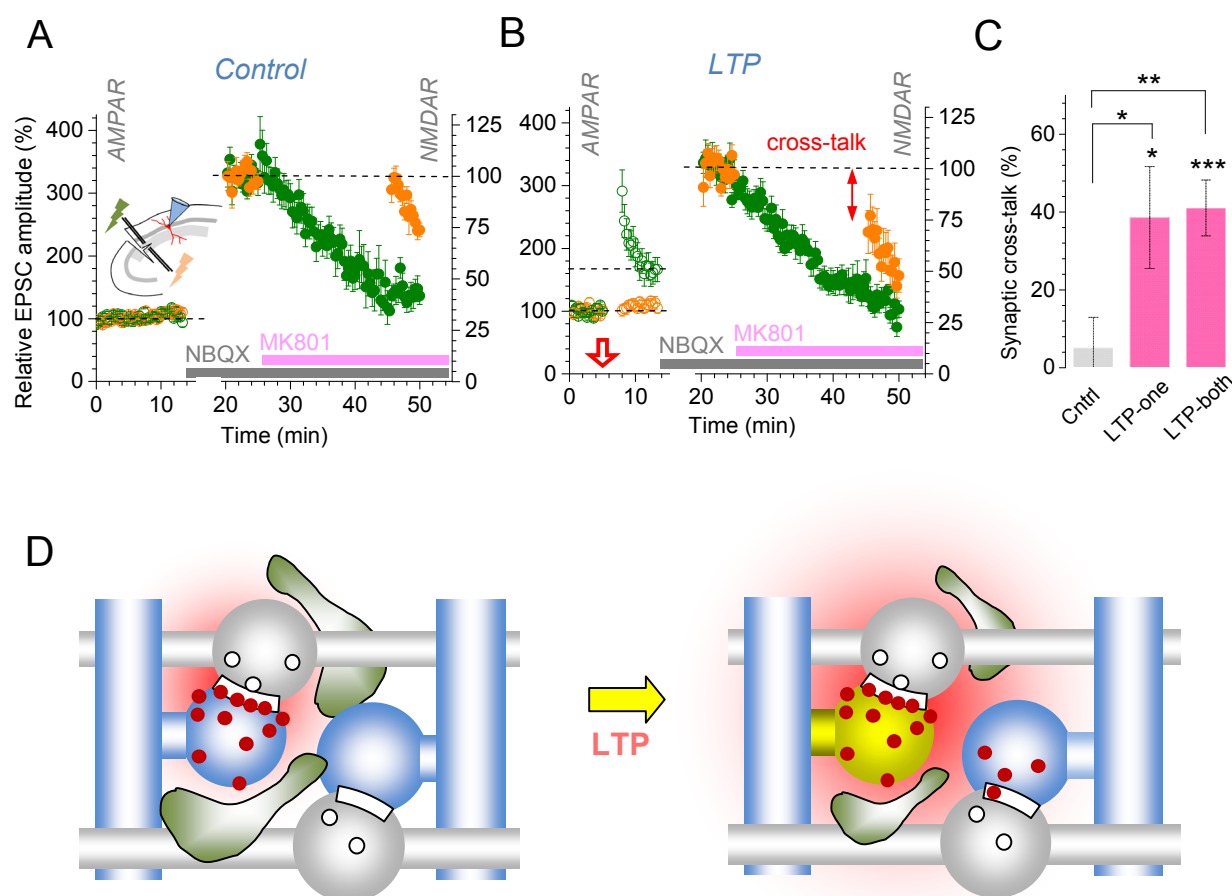 A
Control
AMPAR
NMDAR
Relative EPSC amplitude (%)
400
300
200
100
0
125
100
75
50
25
0
MK801
NBQX
0
10
20
30
40
50
Time (min)
B
LTP
AMPAR
NMDAR
cross-talk
400
300
200
100
0
125
100
75
50
25
0
MK801
NBQX
0
10
20
30
40
50
Time (min)
C
**
*
*
***
Synaptic cross-talk (%)
60
40
20
0
Cntrl
LTP-one
LTP-both
D
LTP